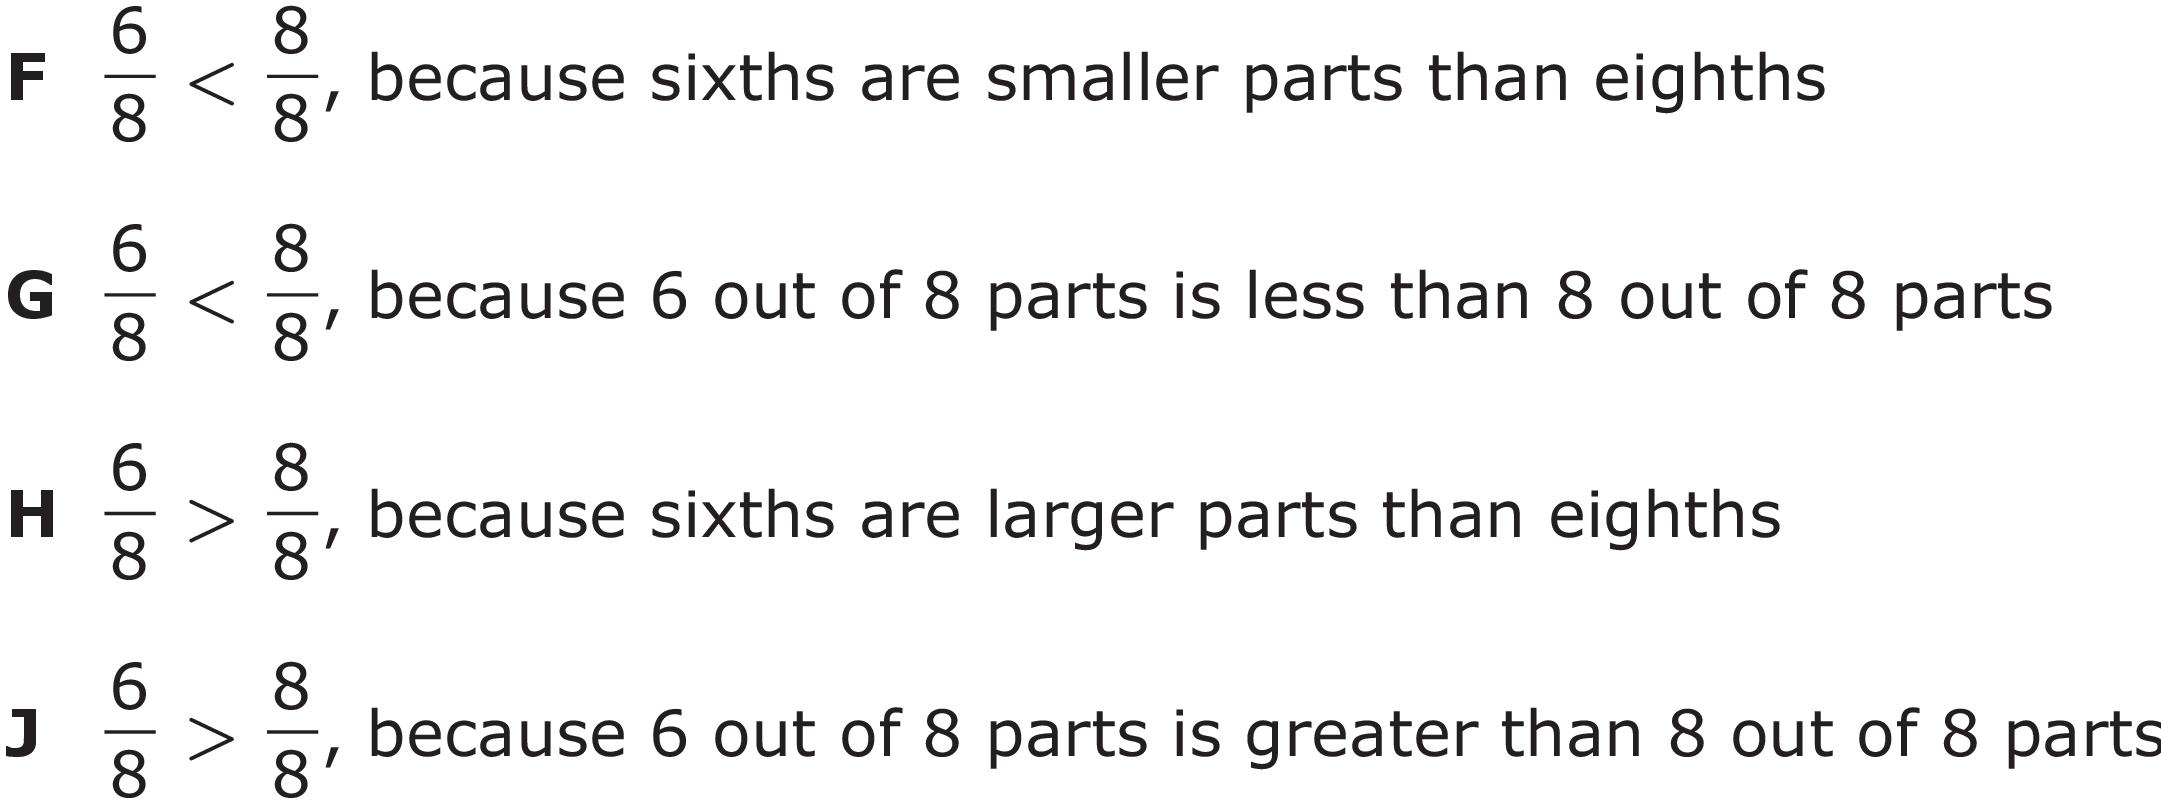 F 6/8 < 8/8, because sixths are smaller parts than eighths
G 6/8 < 8/8, because 6 out of 8 parts is less than 8 out of 8 parts
H 6/8 > 8/8, because sixths are larger parts than eighths
J 6/8 > 8/8, because 6 out of 8 parts is greater than 8 out of 8 parts